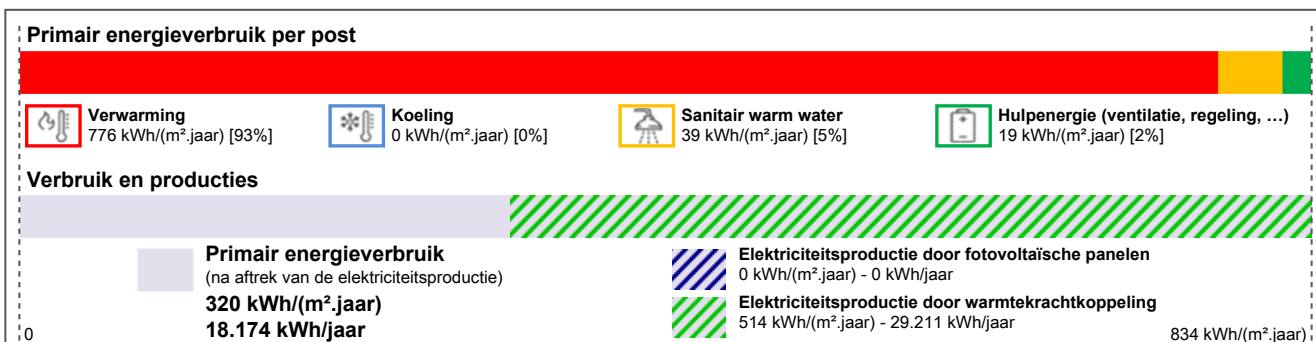 Primair energieverbruik per post
Verwarming
776 kWh/(m².jaar) [93%]
Koeling
0 kWh/(m².jaar) [0%]
Sanitair warm water
39 kWh/(m².jaar) [5%]
Hulpenergie (ventilatie, regeling, …)
19 kWh/(m².jaar) [2%]
Verbruik en producties
Primair energieverbruik
(na aftrek van de elektriciteitsproductie)
320 kWh/(m².jaar)
18.174 kWh/jaar
Elektriciteitsproductie door fotovoltaïsche panelen
0 kWh/(m².jaar) - 0 kWh/jaar
Elektriciteitsproductie door warmtekrachtkoppeling
514 kWh/(m².jaar) - 29.211 kWh/jaar
0
834 kWh/(m².jaar)